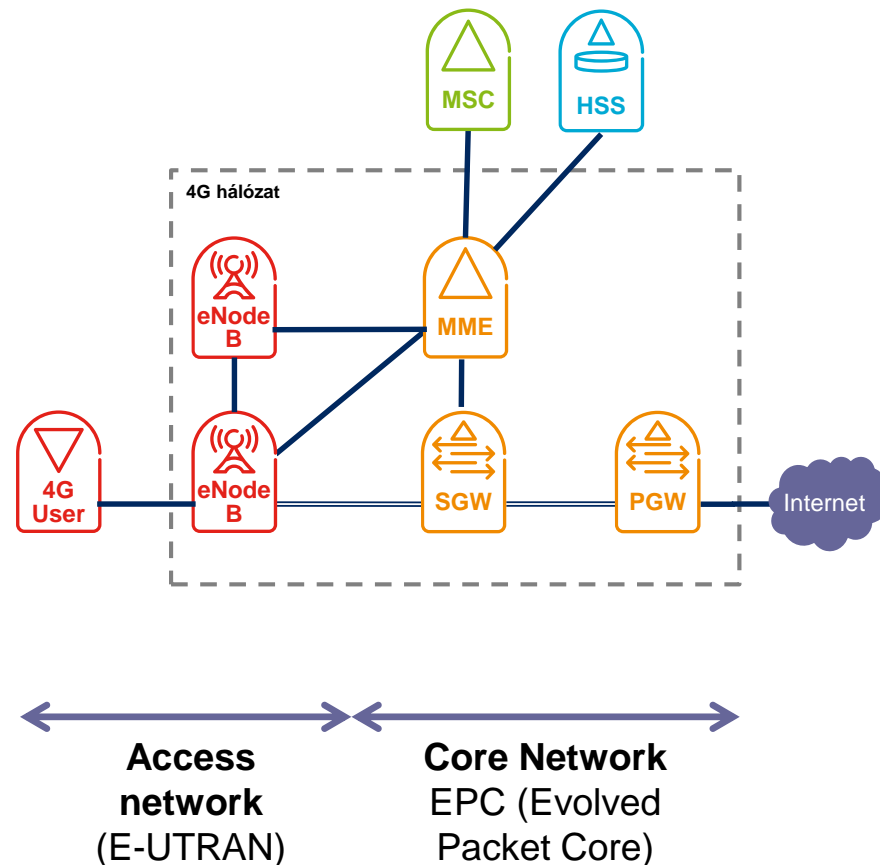 MSC
HSS
4G hálózat
eNode
B
MME
4G
User
eNode
B
SGW
PGW
Internet
Access
network
(E-UTRAN)
Core Network
EPC (Evolved
Packet Core)